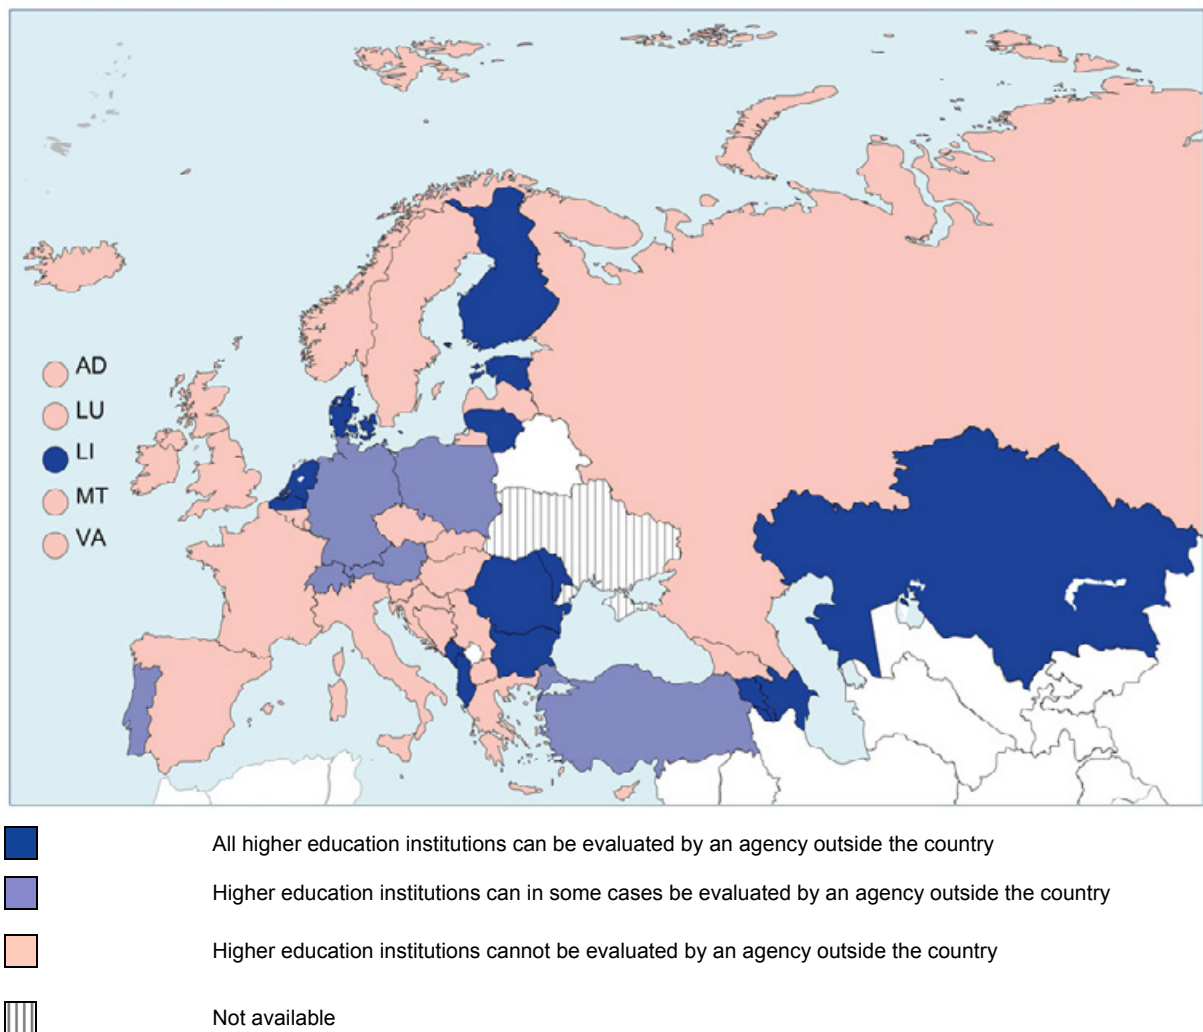 AD
LU
LI
MT
VA
All higher education institutions can be evaluated by an agency outside the country
Higher education institutions can in some cases be evaluated by an agency outside the country
Higher education institutions cannot be evaluated by an agency outside the country
Not available